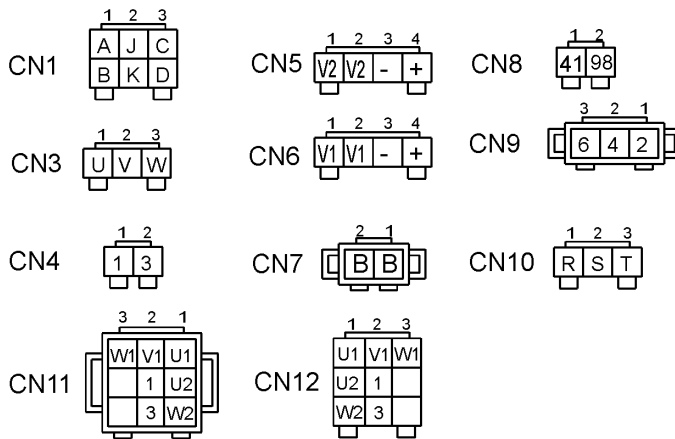 CN1
1 2 3
A J C
B K D
CN5
1 2 3 4
V2 V2 - +
CN8
1 2
41 98
CN3
1 2 3
U V W
CN6
1 2 3 4
V1 V1 - +
CN9
3 2 1
6 4 2
CN4
1 2
1 3
CN7
2 1
B B
CN10
1 2 3
R S T
CN11
3 2 1
W1 V1 U1
1 U2
3 W2
CN12
1 2 3
U1 V1 W1
U2 1
W2 3